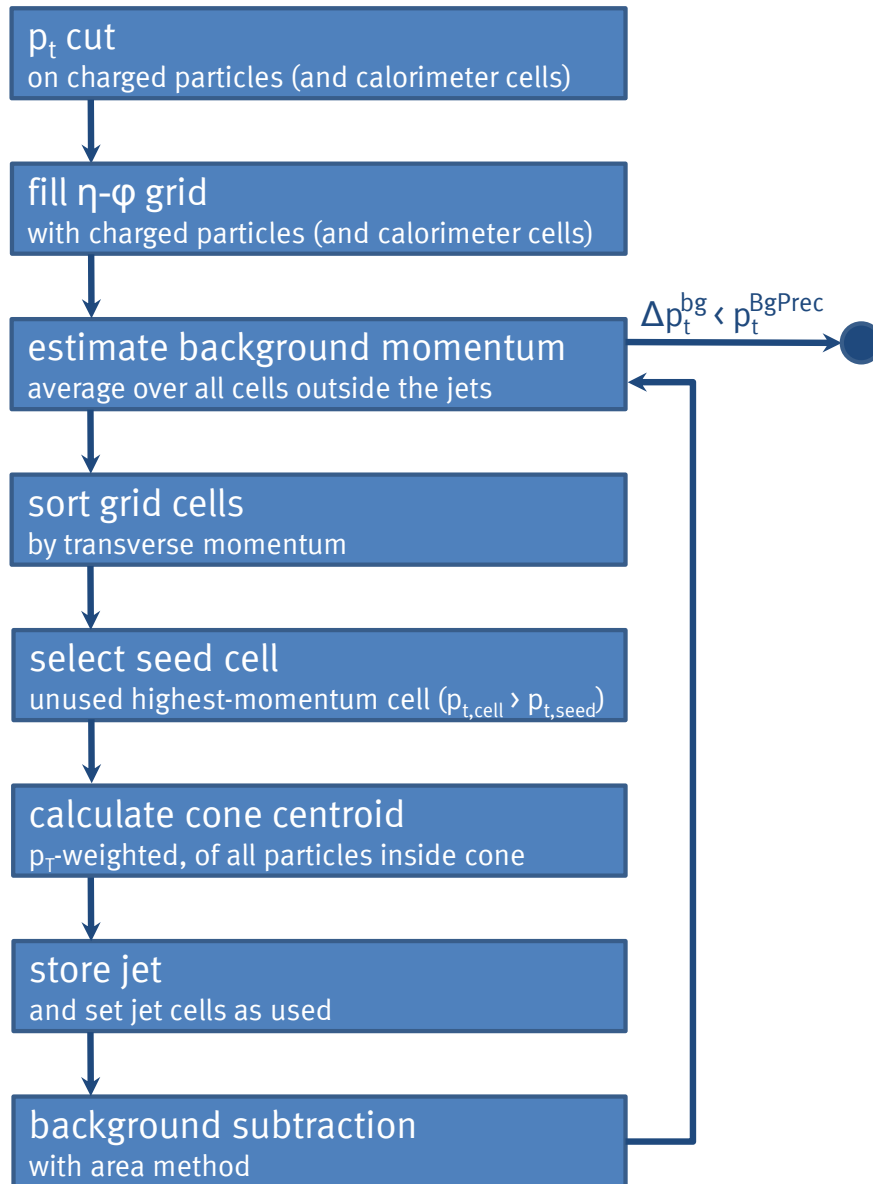 pt cut
on charged particles (and calorimeter cells)
fill η-φ grid
with charged particles (and calorimeter cells)
Δpt^bg < pt^BgPrec
estimate background momentum
average over all cells outside the jets
sort grid cells
by transverse momentum
select seed cell
unused highest-momentum cell (pt,cell > pt,seed)
calculate cone centroid
pT-weighted, of all particles inside cone
store jet
and set jet cells as used
background subtraction
with area method